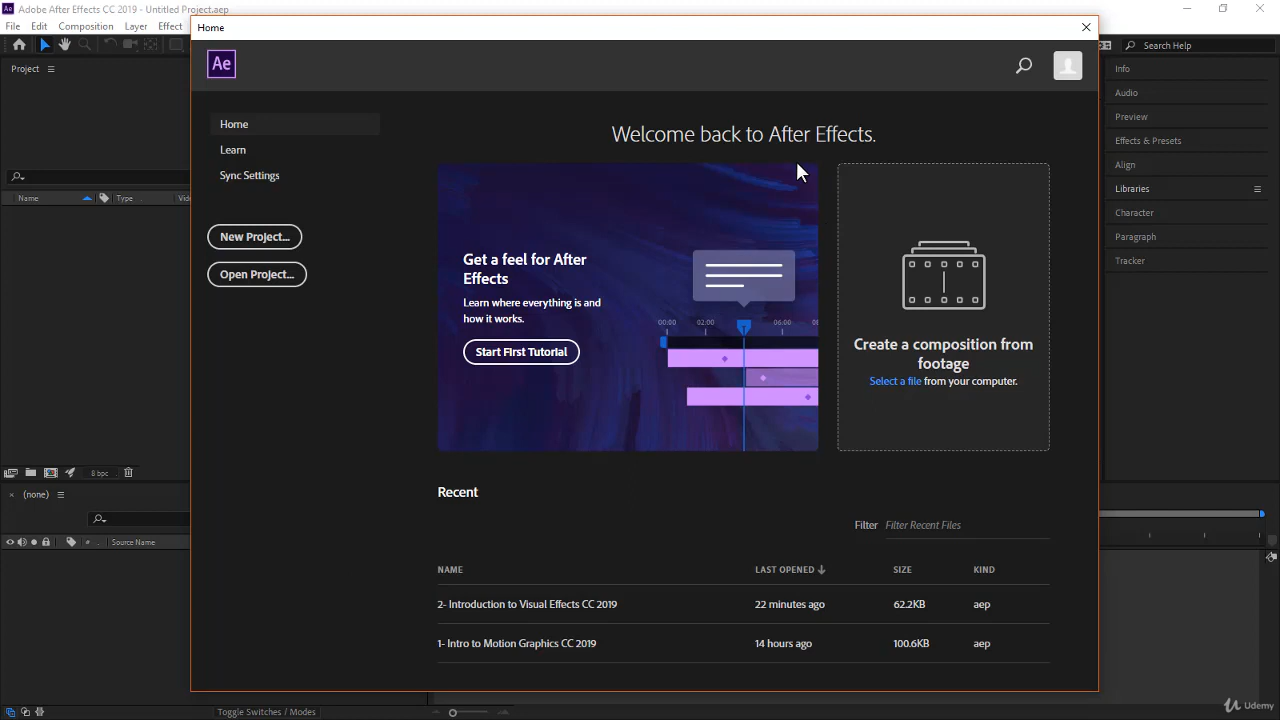 Adobe After Effects CC 2019 - Untitled Project.aep
File Edit Composition Layer Effect
Home
Ae
Search Help
Project
Home
Learn
Sync Settings
New Project...
Open Project...
Welcome back to After Effects.
Get a feel for After
Effects
Learn where everything is and
how it works.
Start First Tutorial
00:00 02:00 06:00
Create a composition from
footage
Select a file from your computer.
Recent
Filter Filter Recent Files
NAME LAST OPENED SIZE KIND
2- Introduction to Visual Effects CC 2019 22 minutes ago 62.2KB aep
1- Intro to Motion Graphics CC 2019 14 hours ago 100.6KB aep
Name Type
8 bpc
(none)
# Source Name
Toggle Switches / Modes
Info
Audio
Preview
Effects & Presets
Align
Libraries
Character
Paragraph
Tracker
Udemy